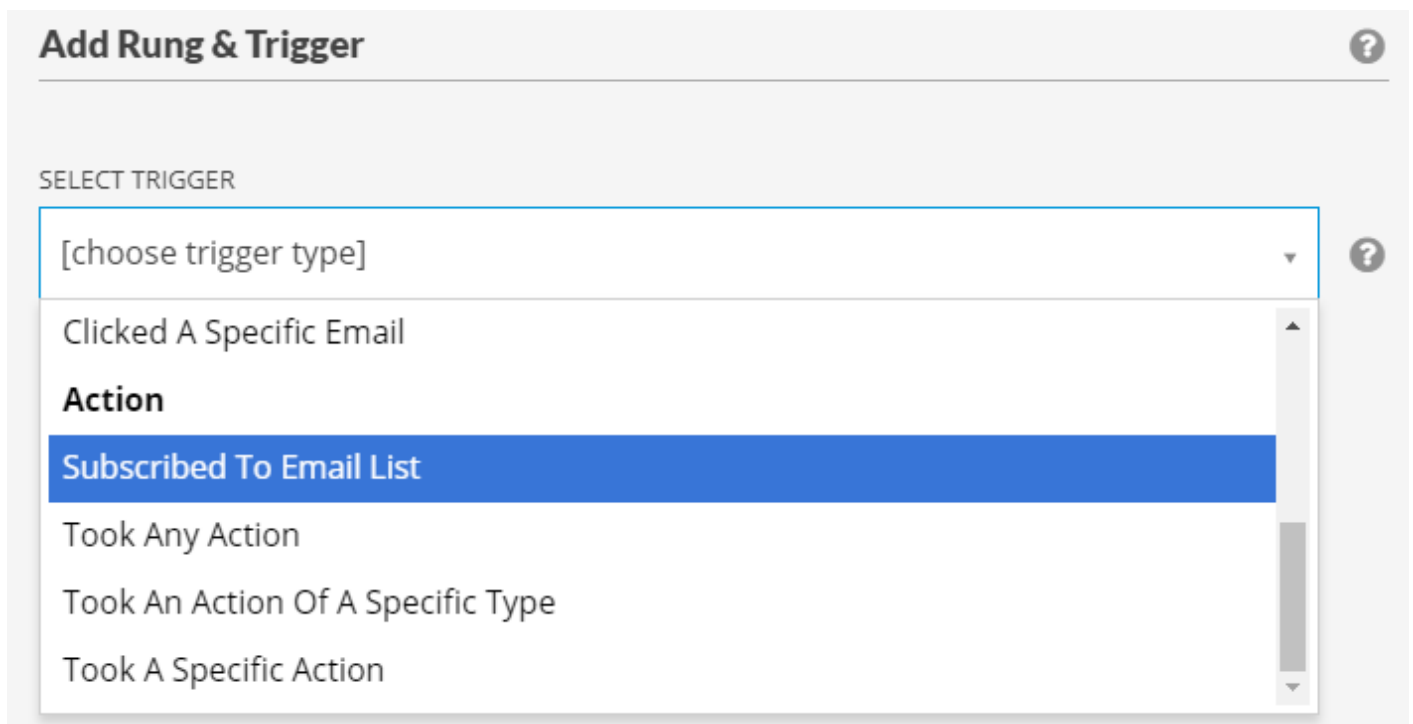 Add Rung & Trigger
SELECT TRIGGER
[choose trigger type]
Clicked A Specific Email
Action
Subscribed To Email List
Took Any Action
Took An Action Of A Specific Type
Took A Specific Action